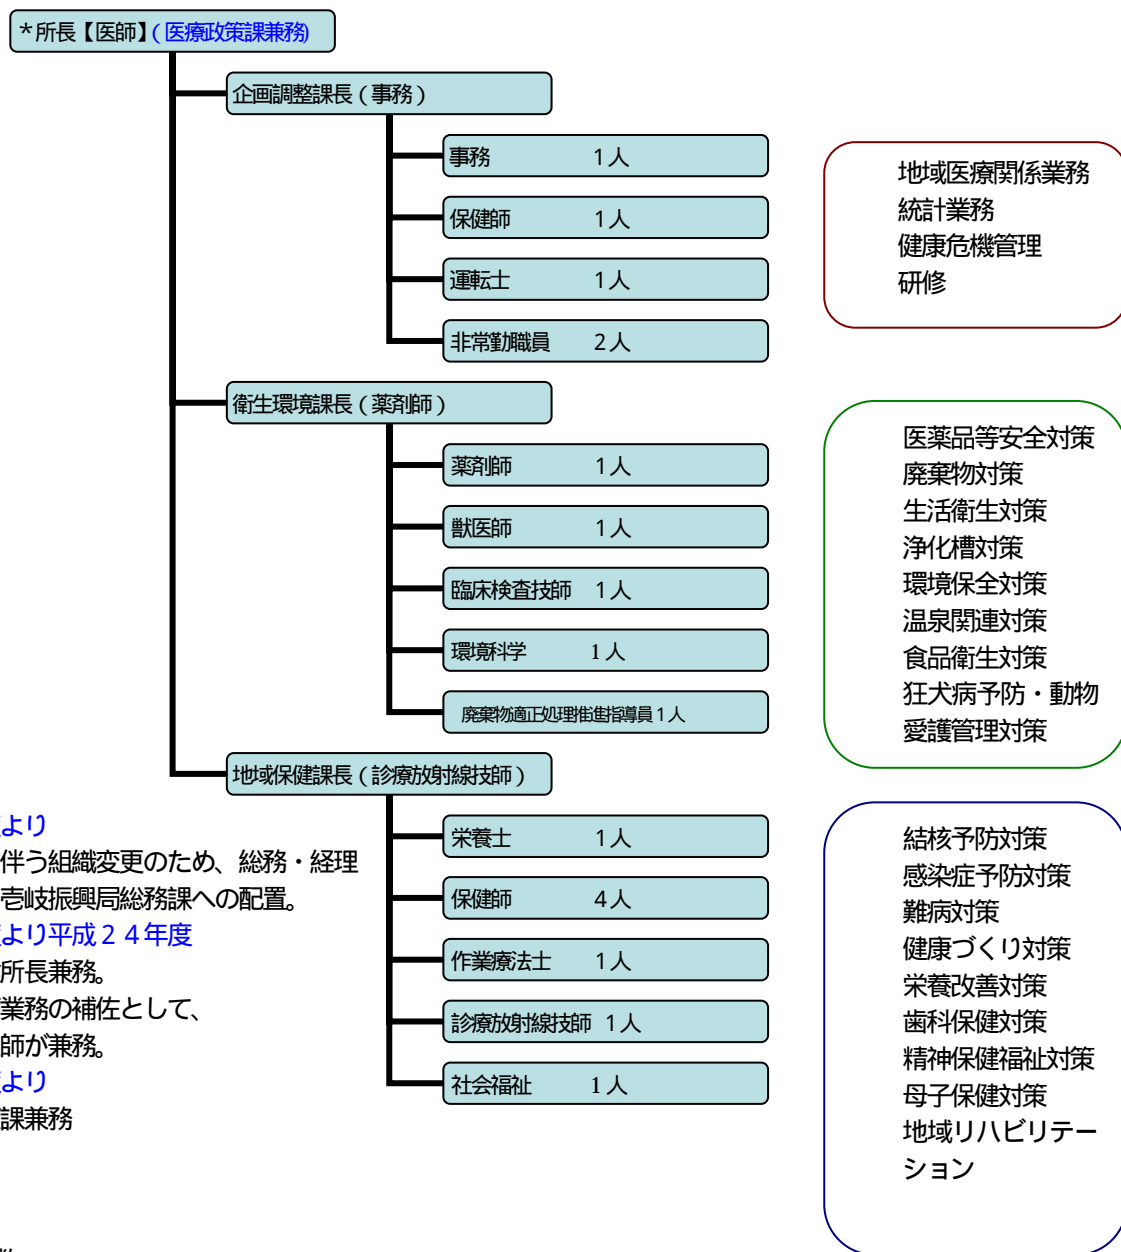 *所長【医師】(医療政策課兼務)
企画調整課長(事務)
事務 1人
保健師 1人
運転士 1人
非常勤職員 2人
地域医療関係業務
統計業務
健康危機管理
研修
衛生環境課長(薬剤師)
薬剤師 1人
獣医師 1人
臨床検査技師 1人
環境科学 1人
廃棄物適正処理推進指導員1人
医薬品等安全対策
廃棄物対策
生活衛生対策
浄化槽対策
環境保全対策
温泉関連対策
食品衛生対策
狂犬病予防・動物
愛護管理対策
地域保健課長(診療放射線技師)
栄養士 1人
保健師 4人
作業療法士 1人
診療放射線技師 1人
社会福祉 1人
結核予防対策
感染症予防対策
難病対策
健康づくり対策
栄養改善対策
歯科保健対策
精神保健福祉対策
母子保健対策
地域リハビリテー
ション
より
伴う組織変更のため、総務・経理
壱岐振興局総務課への配置。
より平成24年度
所長兼務。
業務の補佐として、
師が兼務。
より
課兼務